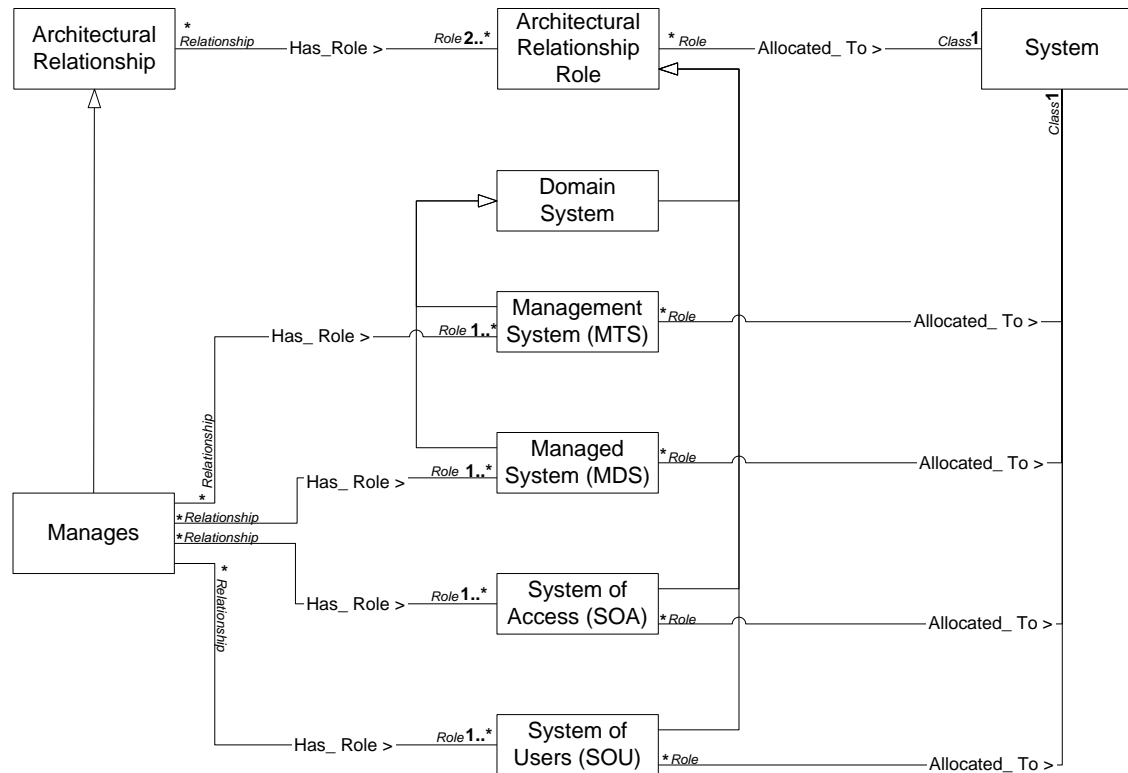 Architectural
Relationship
*
Relationship
Has_Role >
Role 2..*
Architectural
Relationship
Role
* Role
Allocated_ To >
Class 1
System
Class 1
Domain
System
Management
System (MTS)
* Role
Allocated_ To >
Has_ Role >
Role 1..*
* Relationship
Managed
System (MDS)
* Role
Allocated_ To >
Has_ Role >
Role 1..*
Manages
* Relationship
* Relationship
* Relationship
System of
Access (SOA)
Has_ Role >
Role 1..*
* Role
Allocated_ To >
System of
Users (SOU)
Has_ Role >
Role 1..*
* Role
Allocated_ To >